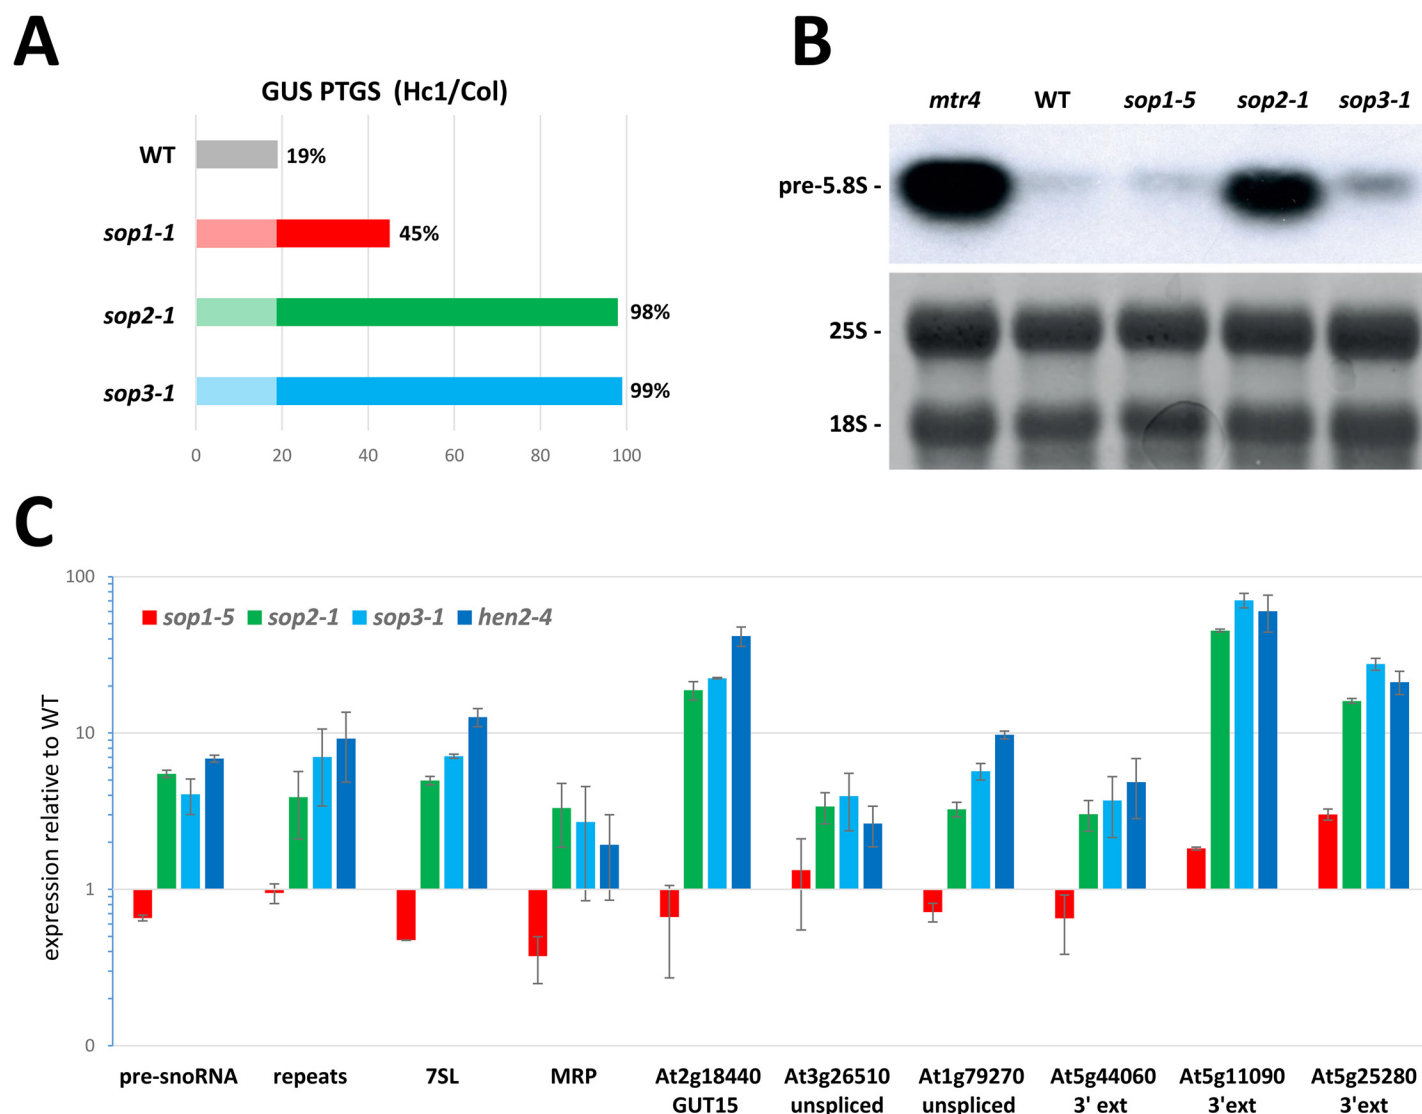 A
GUS PTGS (Hc1/Col)
WT
19%
sop1-1
45%
sop2-1
98%
sop3-1
99%
0 20 40 60 80 100
B
mtr4 WT sop1-5 sop2-1 sop3-1
pre-5.8S -
25S -
18S -
C
expression relative to WT
100
10
1
0
sop1-5 sop2-1 sop3-1 hen2-4
pre-snoRNA repeats 7SL MRP At2g18440 At3g26510 At1g79270 At5g44060 At5g11090 At5g25280
GUT15 unspliced unspliced 3' ext 3'ext 3'ext